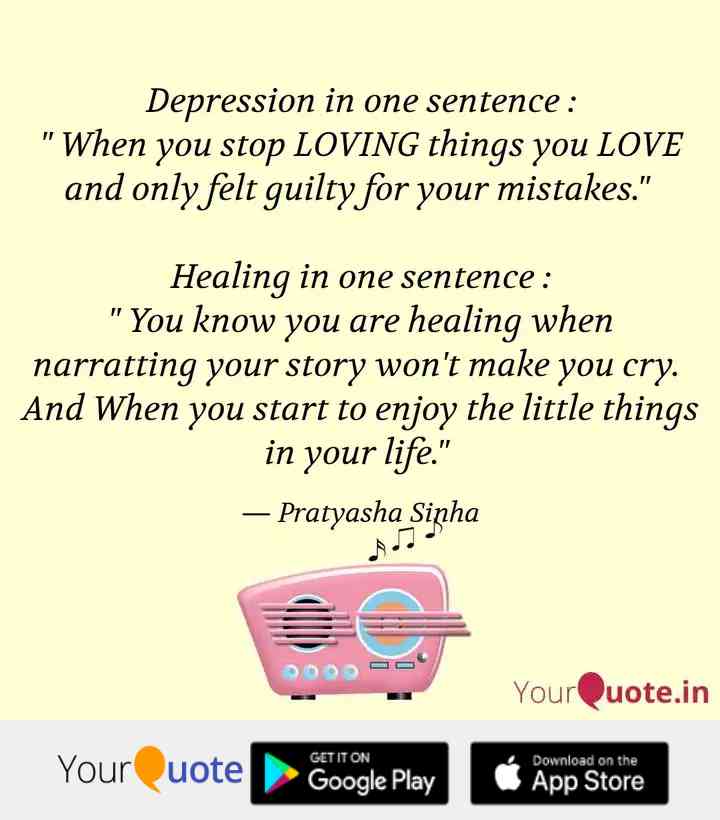 Depression in one sentence :
" When you stop LOVING things you LOVE
and only felt guilty for your mistakes."
Healing in one sentence :
" You know you are healing when
narratting your story won't make you cry.
And When you start to enjoy the little things
in your life."
— Pratyasha Sinha
YourQuote.in
YourQuote
GET IT ON
Google Play
Download on the
App Store